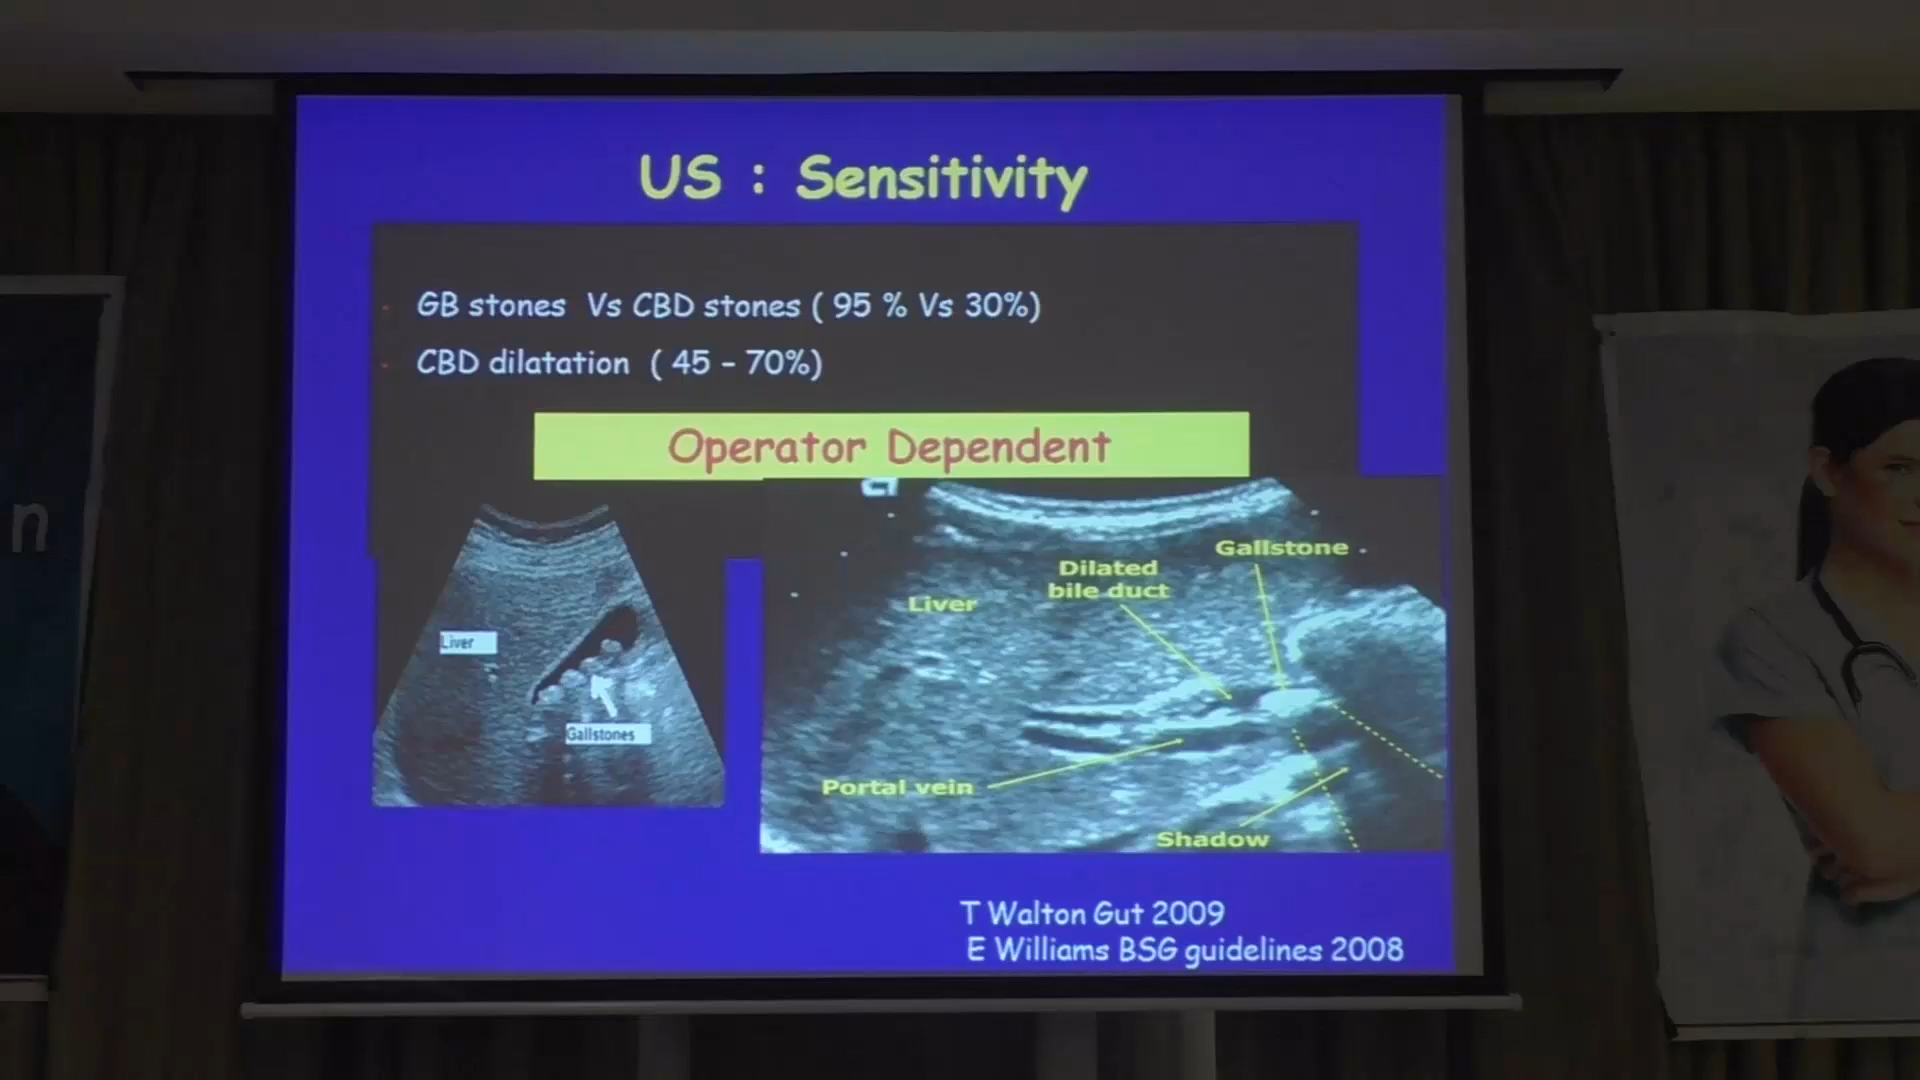 US : Sensitivity
GB stones Vs CBD stones ( 95 % Vs 30%)
CBD dilatation ( 45 – 70%)
Operator Dependent
Liver
Gallstones
Gallstone
Dilated
bile duct
Liver
Portal vein
Shadow
T Walton Gut 2009
E Williams BSG guidelines 2008
n